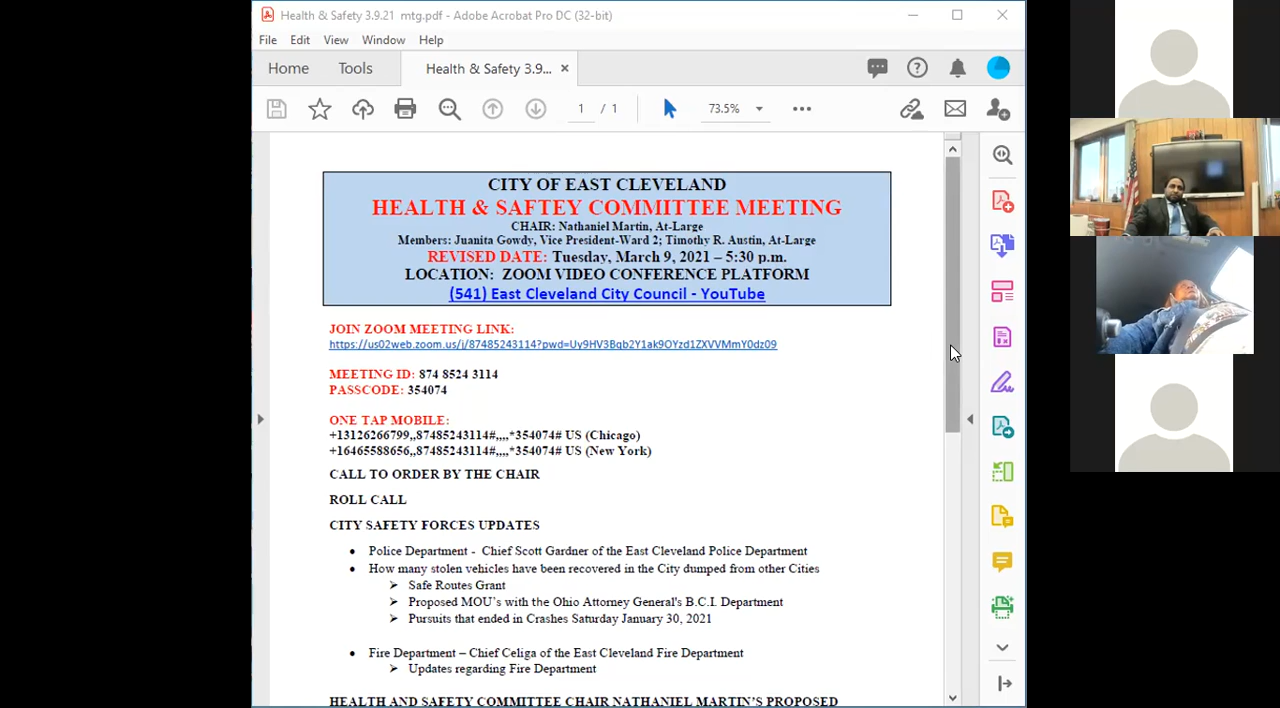 Health & Safety 3.9.21 mtg.pdf - Adobe Acrobat Pro DC (32-bit)
File Edit View Window Help
Home Tools Health & Safety 3.9... ×
1 / 1 73.5%
CITY OF EAST CLEVELAND
HEALTH & SAFTEY COMMITTEE MEETING
CHAIR: Nathaniel Martin, At-Large
Members: Juanita Gowdy, Vice President-Ward 2; Timothy R. Austin, At-Large
REVISED DATE: Tuesday, March 9, 2021 – 5:30 p.m.
LOCATION: ZOOM VIDEO CONFERENCE PLATFORM
(541) East Cleveland City Council - YouTube
JOIN ZOOM MEETING LINK:
https://us02web.zoom.us/j/87485243114?pwd=Uy9HV3Bqb2Y1ak9OYzd1ZXVVMmY0dz09
MEETING ID: 874 8524 3114
PASSCODE: 354074
ONE TAP MOBILE:
+13126266799,,87485243114#,,,,*354074# US (Chicago)
+16465588656,,87485243114#,,,,*354074# US (New York)
CALL TO ORDER BY THE CHAIR
ROLL CALL
CITY SAFETY FORCES UPDATES
• Police Department - Chief Scott Gardner of the East Cleveland Police Department
• How many stolen vehicles have been recovered in the City dumped from other Cities
➢ Safe Routes Grant
➢ Proposed MOU's with the Ohio Attorney General's B.C.I. Department
➢ Pursuits that ended in Crashes Saturday January 30, 2021
• Fire Department – Chief Celiga of the East Cleveland Fire Department
➢ Updates regarding Fire Department
HEALTH AND SAFETY COMMITTEE CHAIR NATHANIEL MARTIN'S PROPOSED